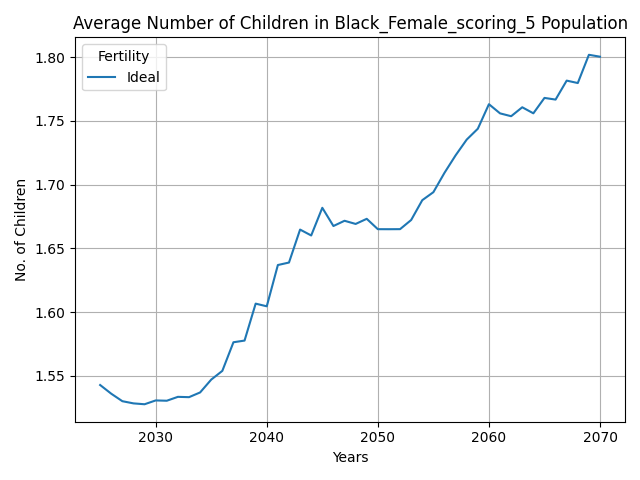 Average Number of Children in Black_Female_scoring_5 Population
Fertility
Ideal
No. of Children
1.80
1.75
1.70
1.65
1.60
1.55
2030
2040
2050
2060
2070
Years